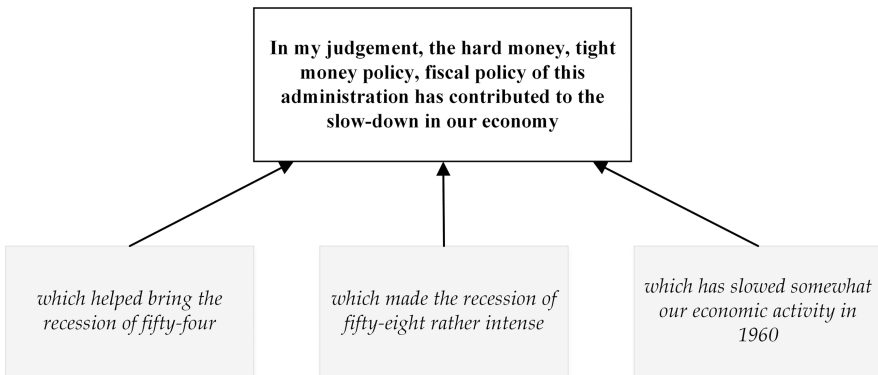 In my judgement, the hard money, tight
money policy, fiscal policy of this
administration has contributed to the
slow-down in our economy
which helped bring the
recession of fifty-four
which made the recession of
fifty-eight rather intense
which has slowed somewhat
our economic activity in
1960